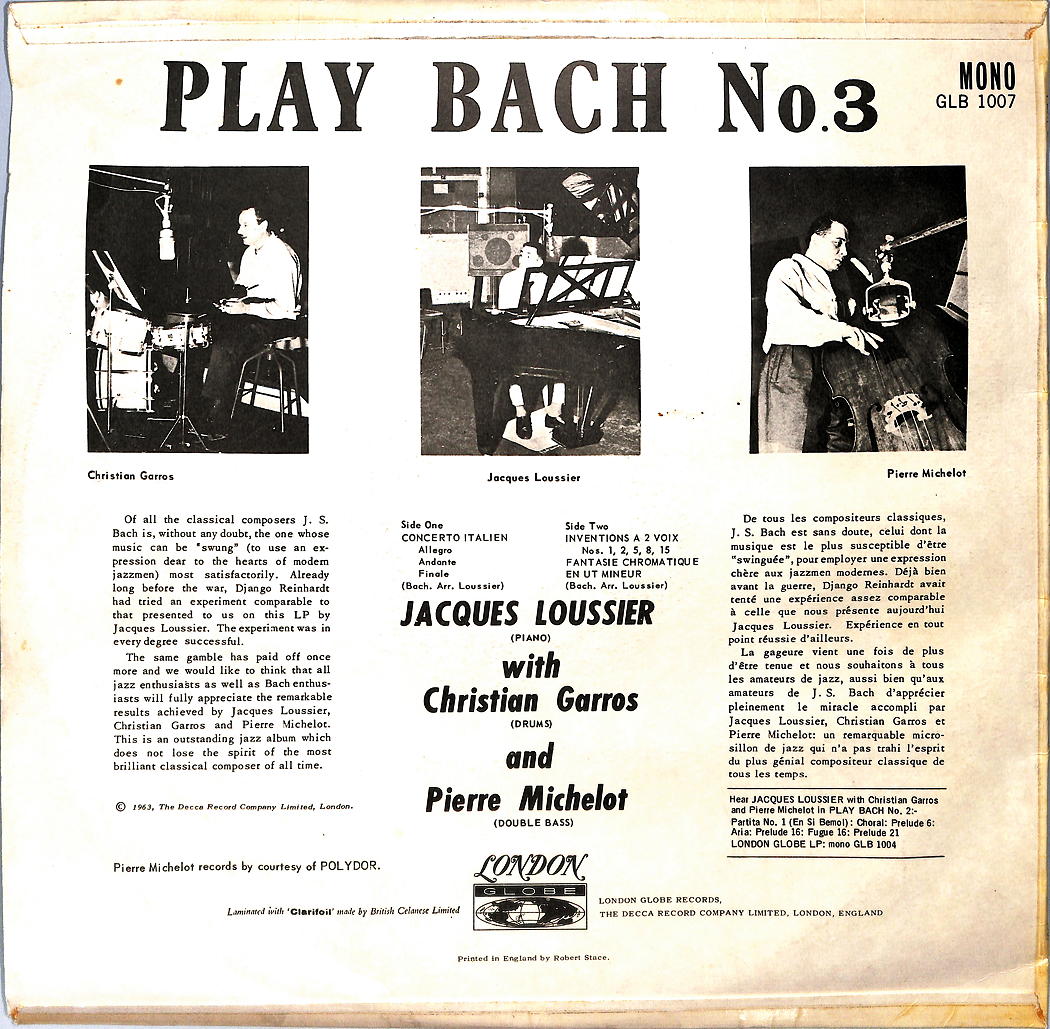 PLAY BACH No.3
MONO
GLB 1007
Christian Garros
Jacques Loussier
Pierre Michelot
Of all the classical composers J. S.
Bach is, without any doubt, the one whose
music can be "swung" (to use an ex-
pression dear to the hearts of modern
jazzmen) most satisfactorily. Already
long before the war, Django Reinhardt
had tried an experiment comparable to
that presented to us on this LP by
Jacques Loussier. The experiment was in
every degree successful.
The same gamble has paid off once
more and we would like to think that all
jazz enthusiasts as well as Bach enthus-
iasts will fully appreciate the remarkable
results achieved by Jacques Loussier,
Christian Garros and Pierre Michelot.
This is an outstanding jazz album which
does not lose the spirit of the most
brilliant classical composer of all time.
© 1963, The Decca Record Company Limited, London.
Pierre Michelot records by courtesy of POLYDOR.
Side One
CONCERTO ITALIEN
Allegro
Andante
Finale
(Bach. Arr. Loussier)
Side Two
INVENTIONS A 2 VOIX
Nos. 1, 2, 5, 8, 15
FANTASIE CHROMATIQUE
EN UT MINEUR
(Bach. Arr. Loussier)
JACQUES LOUSSIER
(PIANO)
with
Christian Garros
(DRUMS)
and
Pierre Michelot
(DOUBLE BASS)
De tous les compositeurs classiques,
J. S. Bach est sans doute, celui dont la
musique est le plus susceptible d'être
"swinguée", pour employer une expression
chère aux jazzmen modernes. Déjà bien
avant la guerre, Django Reinhardt avait
tenté une expérience assez comparable
à celle que nous présente aujourd'hui
Jacques Loussier. Expérience en tout
point réussie d'ailleurs.
La gageure vient une fois de plus
d'être tenue et nous souhaitons à tous
les amateurs de jazz, aussi bien qu'aux
amateurs de J. S. Bach d'apprécier
pleinement le miracle accompli par
Jacques Loussier, Christian Garros et
Pierre Michelot: un remarquable micro-
sillon de jazz qui n'a pas trahi l'esprit
du plus génial compositeur classique de
tous les temps.
Hear JACQUES LOUSSIER with Christian Garros
and Pierre Michelot in PLAY BACH No. 2:-
Partita No. 1 (En Si Bemol): Choral: Prelude 6:
Aria: Prelude 16: Fugue 16: Prelude 21
LONDON GLOBE LP: mono GLB 1004
Laminated with 'Clarifoil' made by British Celanese Limited
LONDON
GLOBE
LONDON GLOBE RECORDS,
THE DECCA RECORD COMPANY LIMITED, LONDON, ENGLAND
Printed in England by Robert Stace.